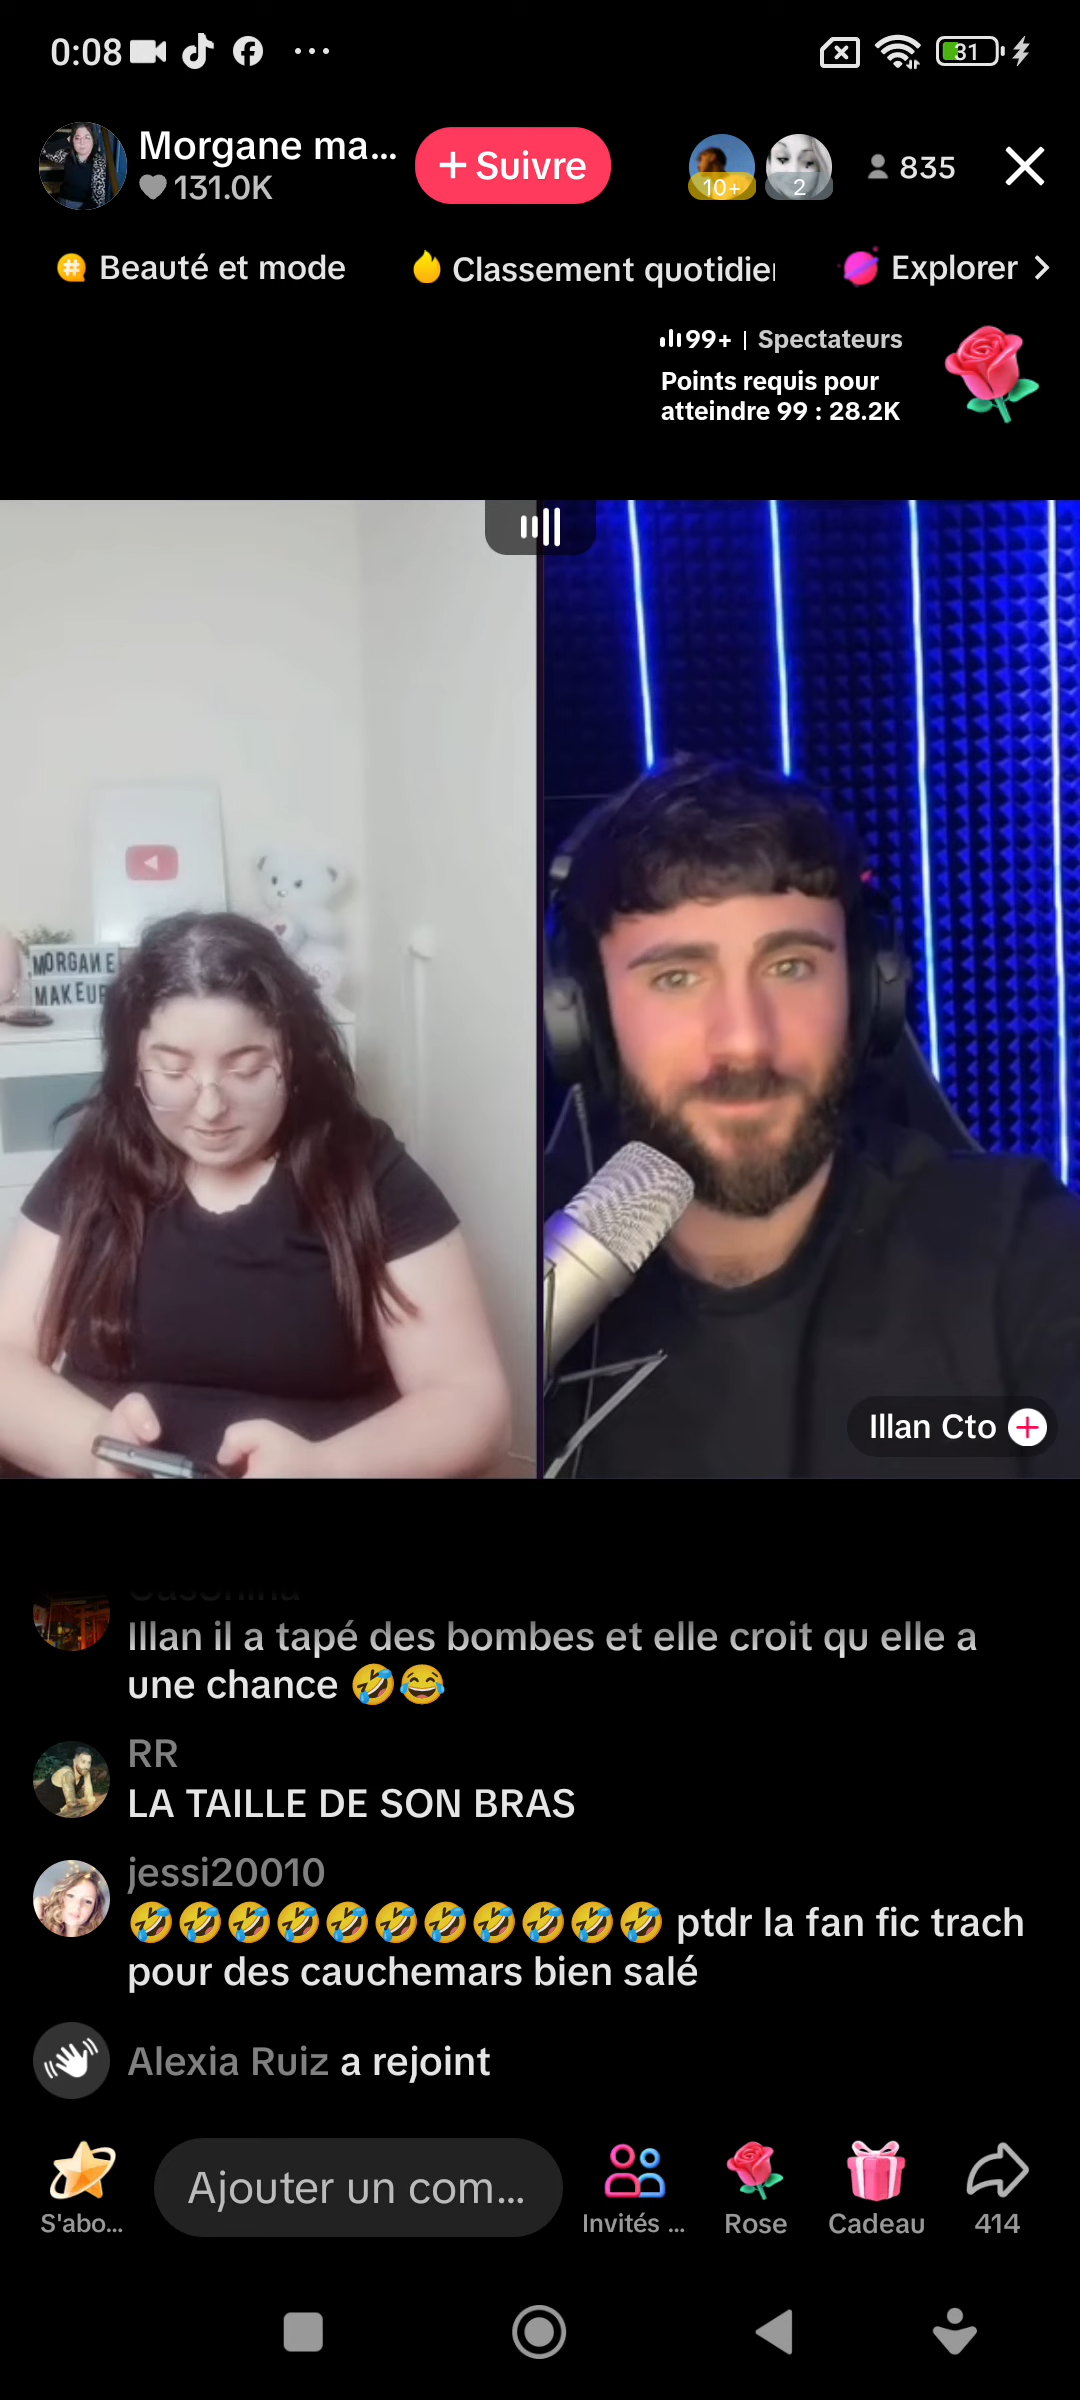 0:08
31
Morgane ma...
131.0K
+ Suivre
10+
2
835
Beauté et mode
Classement quotidie
Explorer >
99+ | Spectateurs
Points requis pour
atteindre 99 : 28.2K
MORGANE
MAKEUP
Illan Cto
Illan il a tapé des bombes et elle croit qu elle a
une chance 🤣😂
RR
LA TAILLE DE SON BRAS
jessi20010
🤣🤣🤣🤣🤣🤣🤣🤣🤣🤣🤣 ptdr la fan fic trach
pour des cauchemars bien salé
Alexia Ruiz a rejoint
Ajouter un com...
S'abo...
Invités ...
Rose
Cadeau
414